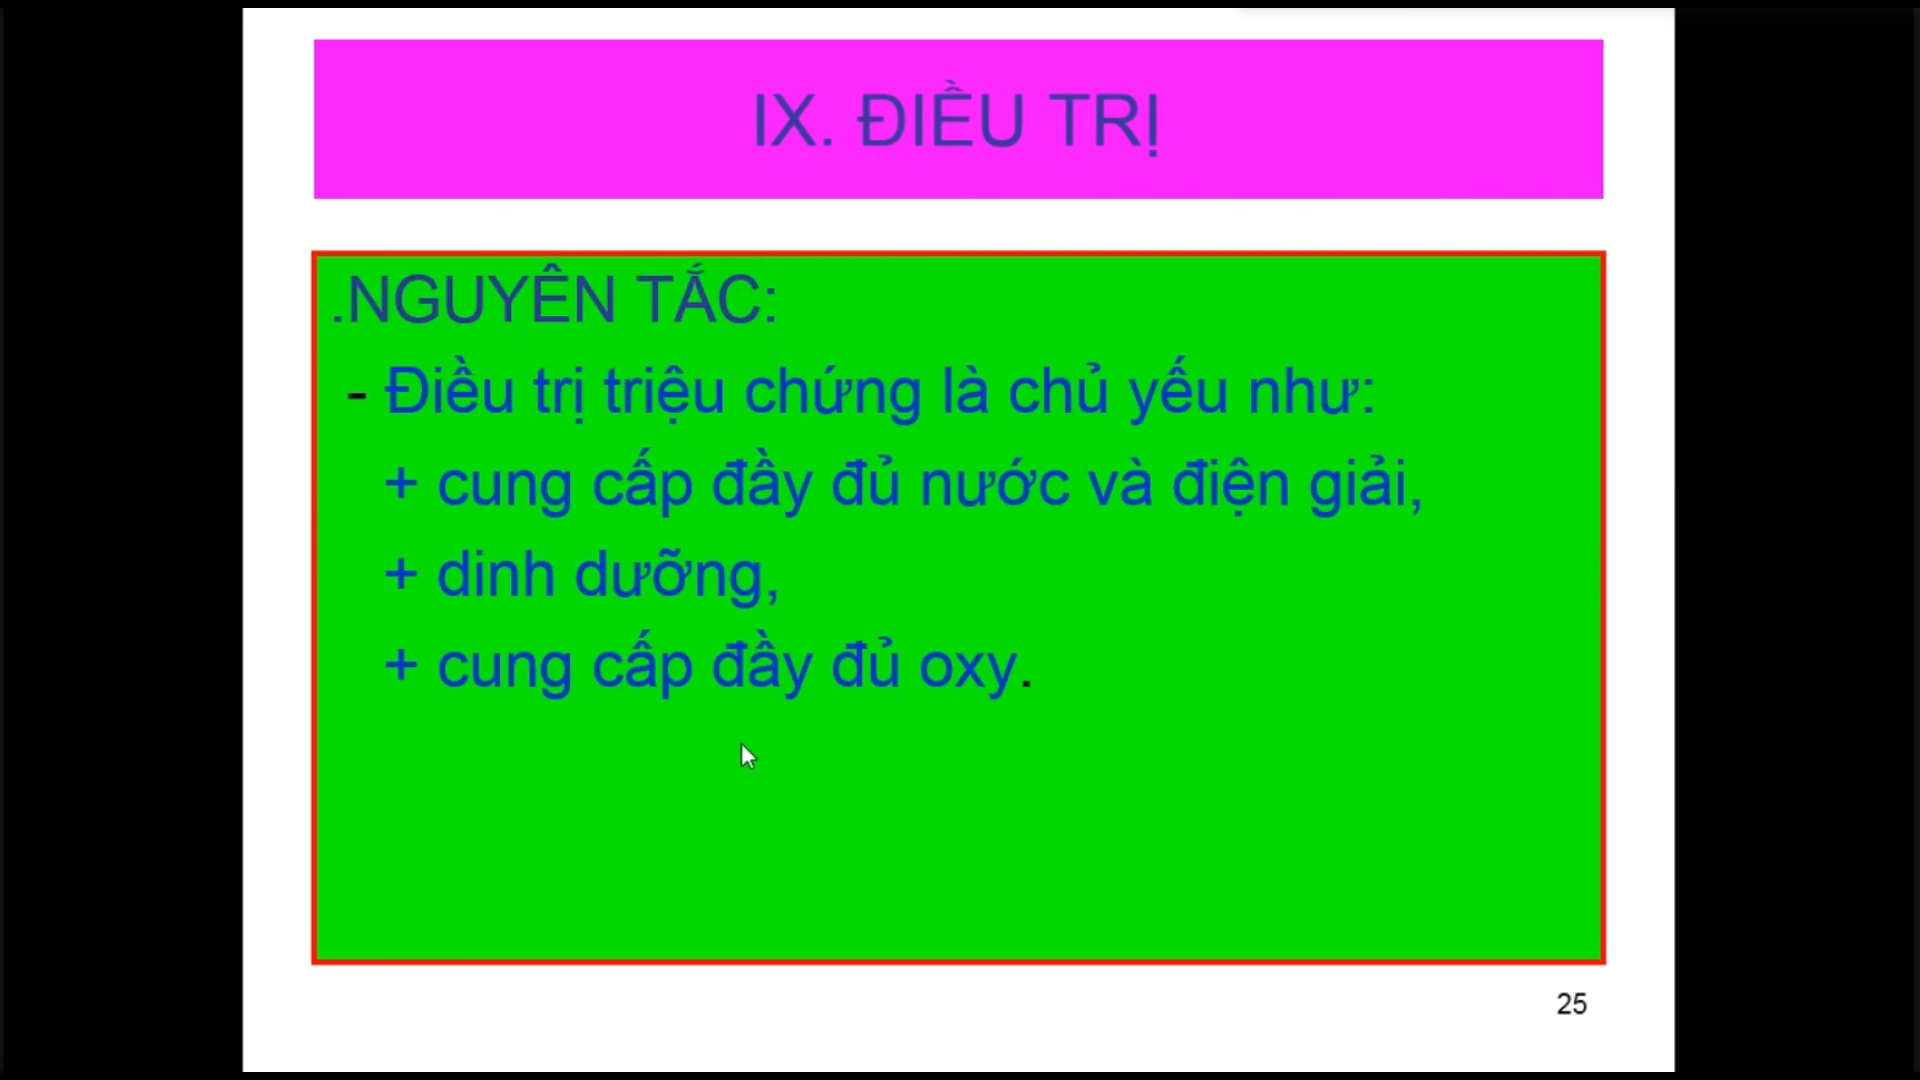 IX. ĐIỀU TRỊ
.NGUYÊN TẮC:
- Điều trị triệu chứng là chủ yếu như:
+ cung cấp đầy đủ nước và điện giải,
+ dinh dưỡng,
+ cung cấp đầy đủ oxy.
25